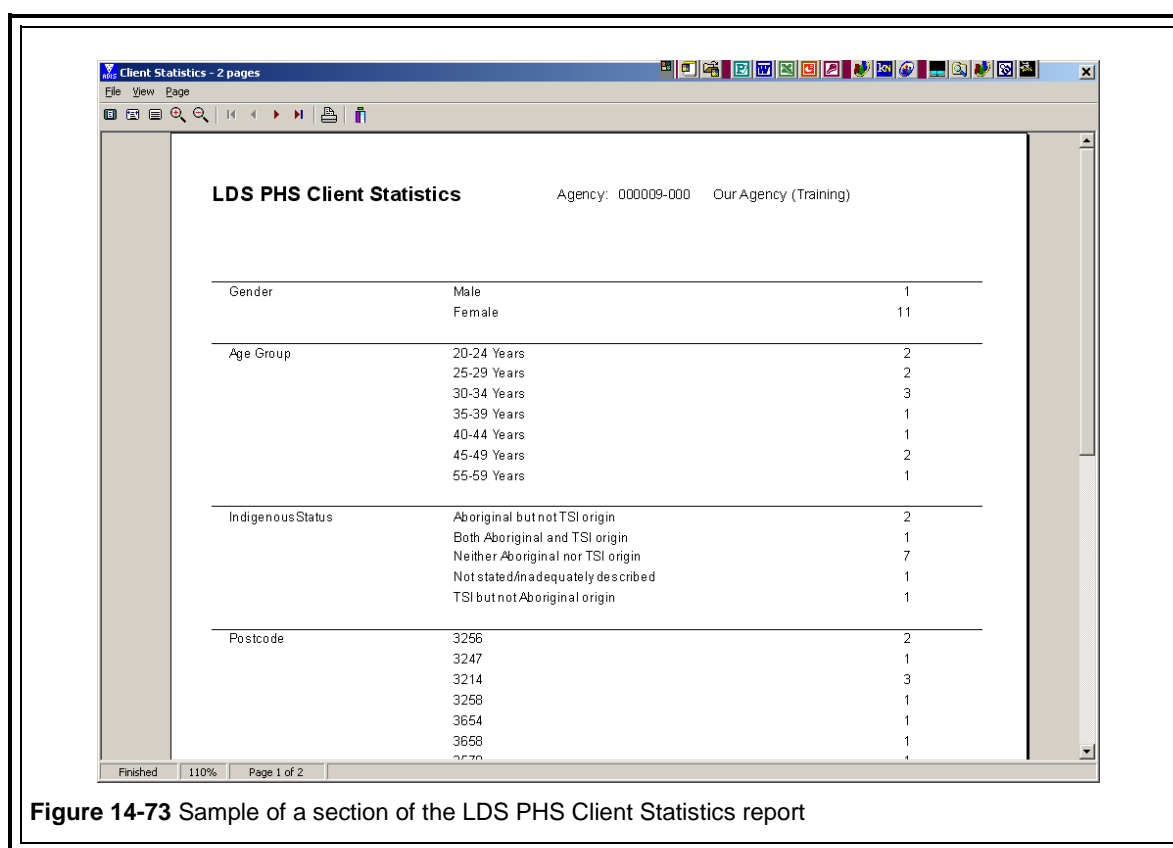 ADIS Client Statistics - 2 pages
File View Page
LDS PHS Client Statistics Agency: 000009-000 Our Agency (Training)
Gender Male 1
Female 11
Age Group 20-24 Years 2
25-29 Years 2
30-34 Years 3
35-39 Years 1
40-44 Years 1
45-49 Years 2
55-59 Years 1
IndigenousStatus Aboriginal but not TSI origin 2
Both Aboriginal and TSI origin 1
Neither Aboriginal nor TSI origin 7
Not stated/inadequately described 1
TSI but not Aboriginal origin 1
Postcode 3256 2
3247 1
3214 3
3258 1
3654 1
3658 1
Finished 110% Page 1 of 2
Figure 14-73 Sample of a section of the LDS PHS Client Statistics report